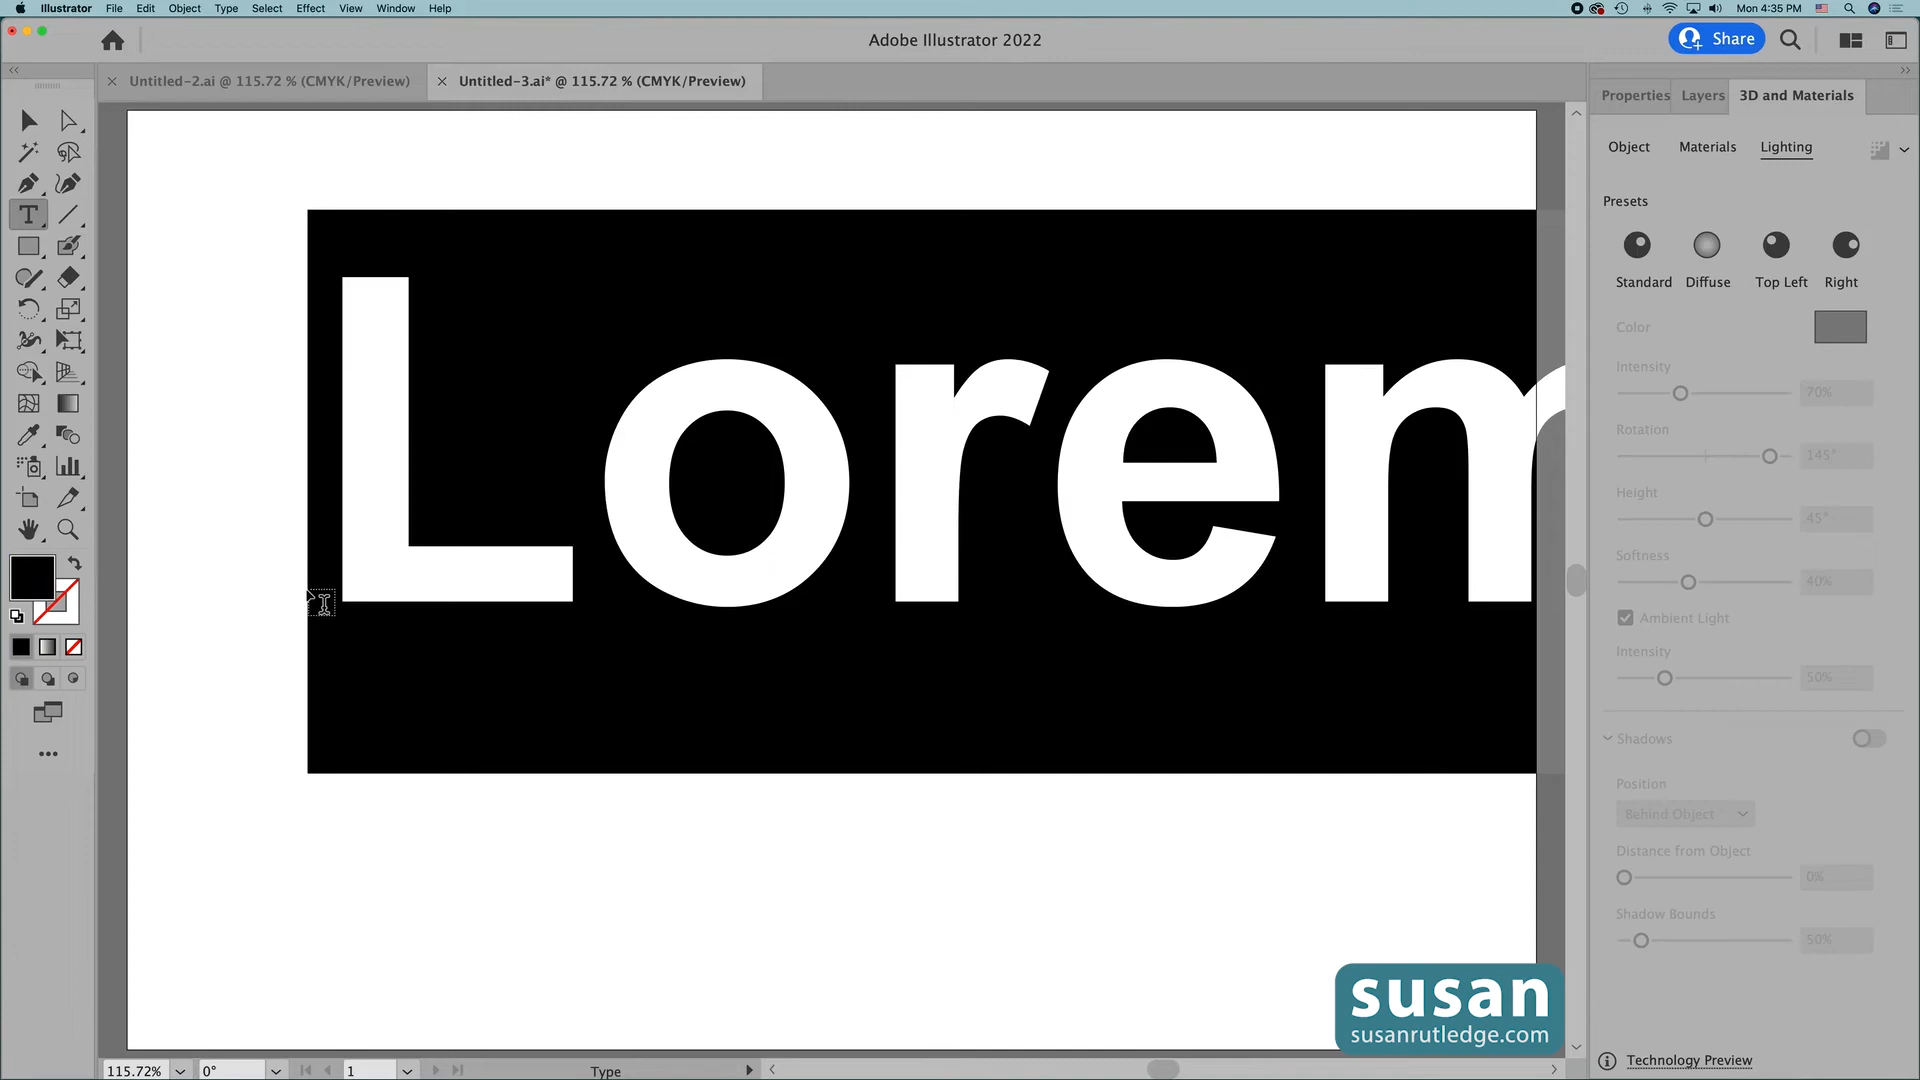 Illustrator File Edit Object Type Select Effect View Window Help
Mon 4:35 PM
Adobe Illustrator 2022
Share
Untitled-2.ai @ 115.72 % (CMYK/Preview)
Untitled-3.ai* @ 115.72 % (CMYK/Preview)
Properties Layers 3D and Materials
Object Materials Lighting
Presets
Standard Diffuse Top Left Right
Color
Intensity
70%
Rotation
145°
Height
45°
Softness
40%
Ambient Light
Intensity
50%
Shadows
Position
Behind Object
Distance from Object
0%
Shadow Bounds
50%
Technology Preview
Lorem
susan
susanrutledge.com
115.72% 0° 1 Type